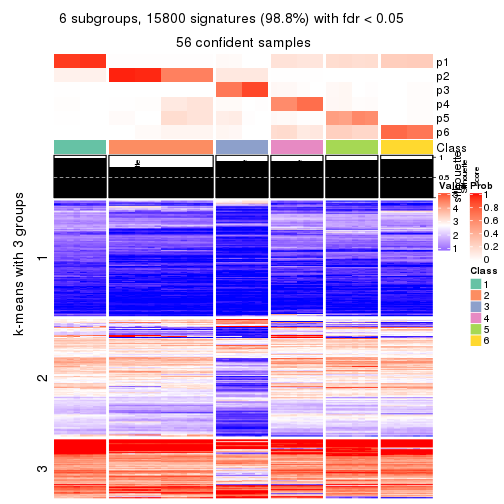 6 subgroups, 15800 signatures (98.8%) with fdr < 0.05
56 confident samples
p1
p2
p3
p4
p5
p6
Class
1
0.5
Silhouette
score
Value
4
3
2
1
Prob
1
0.8
0.6
0.4
0.2
0
Class
1
2
3
4
5
6
k-means with 3 groups
1
2
3